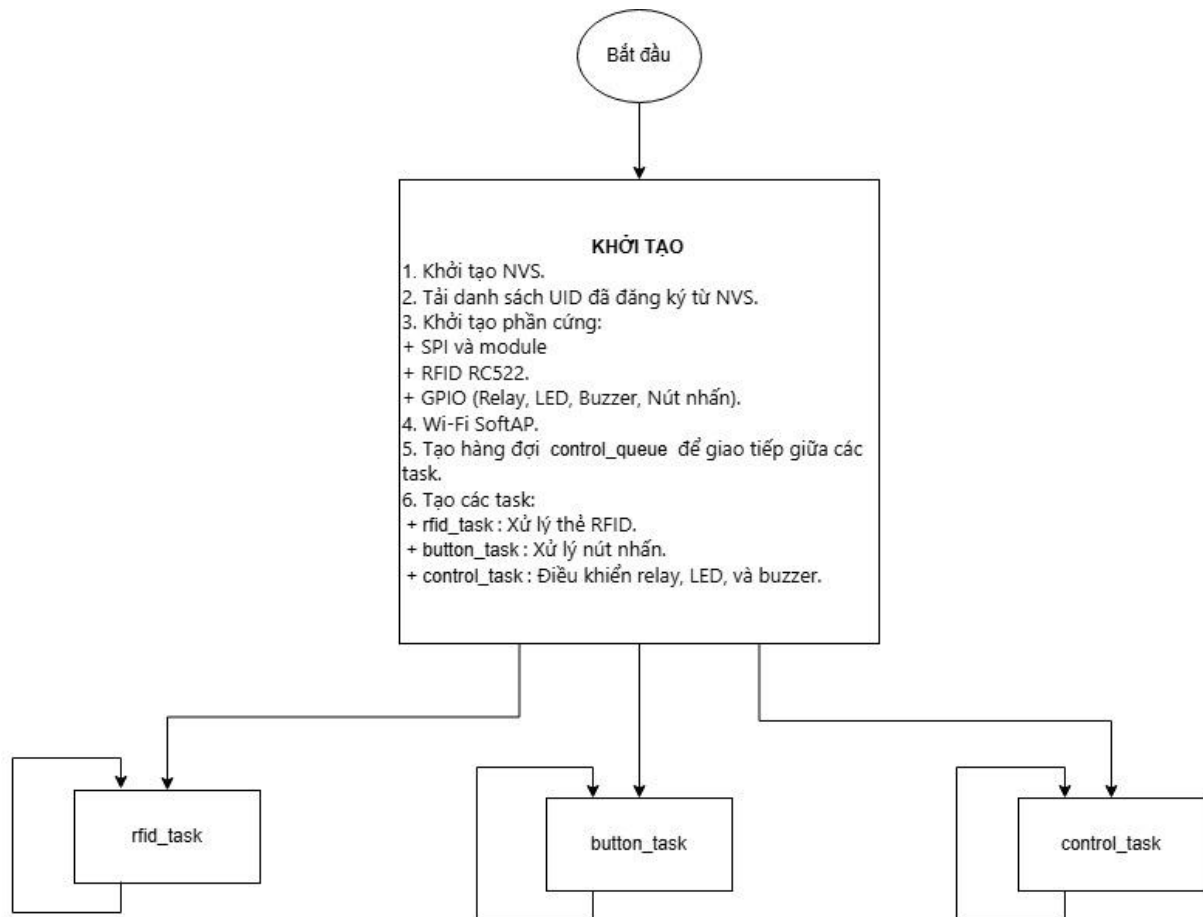 Bắt đầu
KHỞI TẠO
1. Khởi tạo NVS.
2. Tải danh sách UID đã đăng ký từ NVS.
3. Khởi tạo phần cứng:
+ SPI và module
+ RFID RC522.
+ GPIO (Relay, LED, Buzzer, Nút nhấn).
4. Wi-Fi SoftAP.
5. Tạo hàng đợi control_queue để giao tiếp giữa các
task.
6. Tạo các task:
+ rfid_task : Xử lý thẻ RFID.
+ button_task : Xử lý nút nhấn.
+ control_task : Điều khiển relay, LED, và buzzer.
rfid_task
button_task
control_task